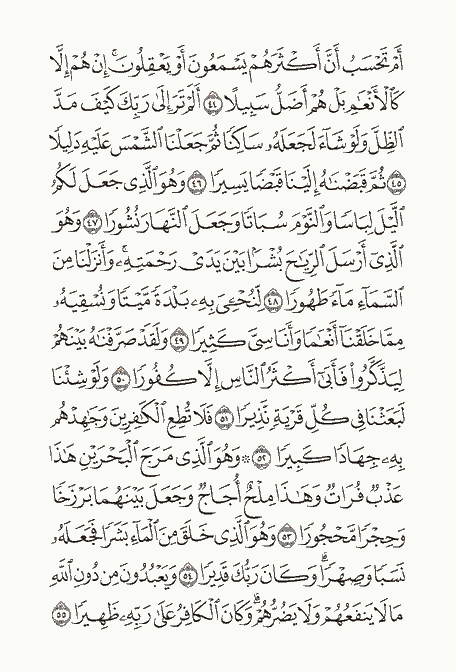 أَمْ تَحْسَبُ أَنَّ أَكْثَرَهُمْ يَسْمَعُونَ أَوْ يَعْقِلُونَ ۚ إِنْ هُمْ إِلَّا
كَالْأَنْعَٰمِ بَلْ هُمْ أَضَلُّ سَبِيلًا ٤٤ أَلَمْ تَرَ إِلَىٰ رَبِّكَ كَيْفَ مَدَّ
ٱلظِّلَّ وَلَوْ شَآءَ لَجَعَلَهُۥ سَاكِنًا ثُمَّ جَعَلْنَا ٱلشَّمْسَ عَلَيْهِ دَلِيلًا
٤٥ ثُمَّ قَبَضْنَٰهُ إِلَيْنَا قَبْضًا يَسِيرًا ٤٦ وَهُوَ ٱلَّذِى جَعَلَ لَكُمُ
ٱلَّيْلَ لِبَاسًا وَٱلنَّوْمَ سُبَاتًا وَجَعَلَ ٱلنَّهَارَ نُشُورًا ٤٧ وَهُوَ
ٱلَّذِىٓ أَرْسَلَ ٱلرِّيَٰحَ بُشْرًۢا بَيْنَ يَدَىْ رَحْمَتِهِۦ ۚ وَأَنزَلْنَا مِنَ
ٱلسَّمَآءِ مَآءً طَهُورًا ٤٨ لِّنُحْۦِىَ بِهِۦ بَلْدَةً مَّيْتًا وَنُسْقِيَهُۥ
مِمَّا خَلَقْنَآ أَنْعَٰمًا وَأَنَاسِىَّ كَثِيرًا ٤٩ وَلَقَدْ صَرَّفْنَٰهُ بَيْنَهُمْ
لِيَذَّكَّرُوا۟ فَأَبَىٰٓ أَكْثَرُ ٱلنَّاسِ إِلَّا كُفُورًا ٥٠ وَلَوْ شِئْنَا
لَبَعَثْنَا فِى كُلِّ قَرْيَةٍ نَّذِيرًا ٥١ فَلَا تُطِعِ ٱلْكَٰفِرِينَ وَجَٰهِدْهُم
بِهِۦ جِهَادًا كَبِيرًا ٥٢ ۞ وَهُوَ ٱلَّذِى مَرَجَ ٱلْبَحْرَيْنِ هَٰذَا
عَذْبٌ فُرَاتٌ وَهَٰذَا مِلْحٌ أُجَاجٌ وَجَعَلَ بَيْنَهُمَا بَرْزَخًا
وَحِجْرًا مَّحْجُورًا ٥٣ وَهُوَ ٱلَّذِى خَلَقَ مِنَ ٱلْمَآءِ بَشَرًا فَجَعَلَهُۥ
نَسَبًا وَصِهْرًا ۗ وَكَانَ رَبُّكَ قَدِيرًا ٥٤ وَيَعْبُدُونَ مِن دُونِ ٱللَّهِ
مَا لَا يَنفَعُهُمْ وَلَا يَضُرُّهُمْ ۗ وَكَانَ ٱلْكَافِرُ عَلَىٰ رَبِّهِۦ ظَهِيرًا ٥٥